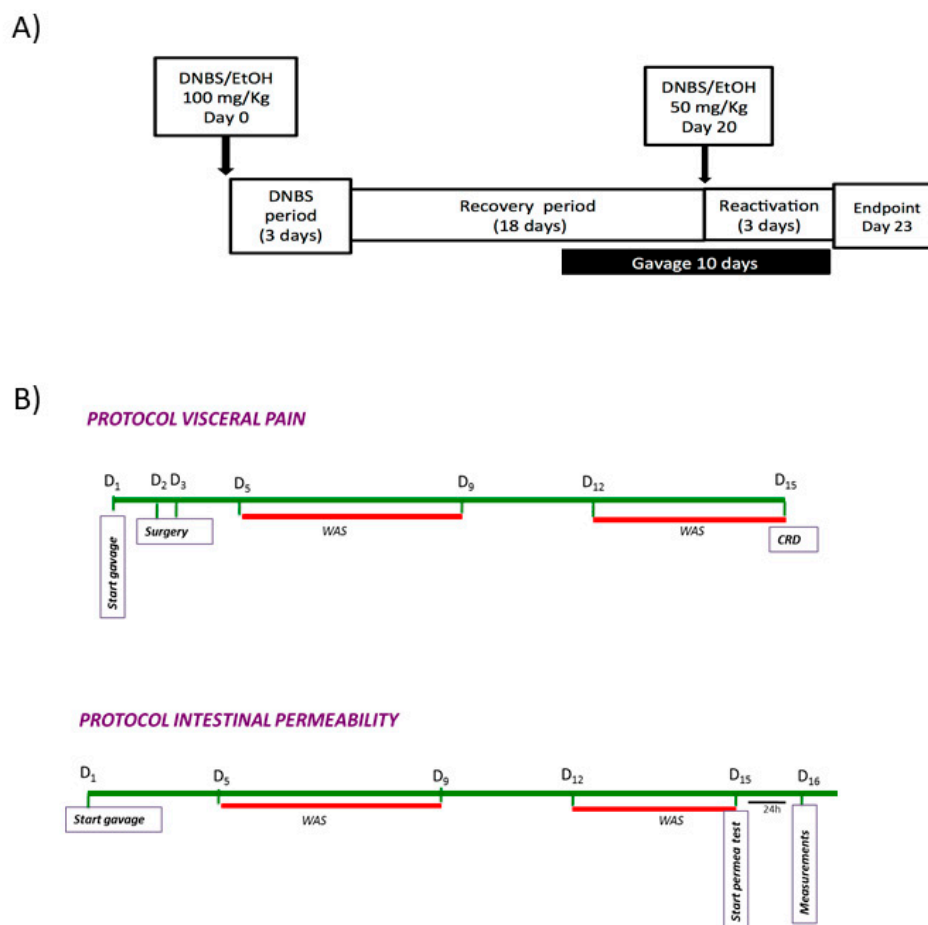 A)
DNBS/EtOH
100 mg/Kg
Day 0
DNBS/EtOH
50 mg/Kg
Day 20
DNBS
period
(3 days)
Recovery period
(18 days)
Reactivation
(3 days)
Endpoint
Day 23
Gavage 10 days
B)
PROTOCOL VISCERAL PAIN
D1 D2 D3 D5 D9 D12 D15
Start gavage
Surgery
WAS
WAS
CRD
PROTOCOL INTESTINAL PERMEABILITY
D1 D5 D9 D12 D15 D16
Start gavage
WAS
WAS
24h
Start permea test
Measurements